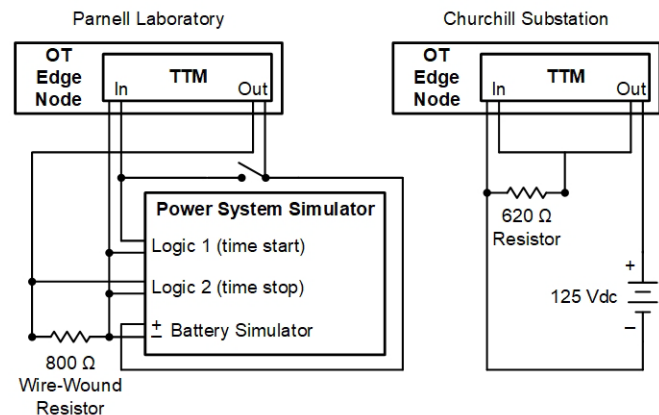 Parnell Laboratory
OT
Edge
Node
TTM
In
Out
Power System Simulator
Logic 1 (time start)
Logic 2 (time stop)
+
–
Battery Simulator
800 Ω
Wire-Wound
Resistor
Churchill Substation
OT
Edge
Node
TTM
In
Out
620 Ω
Resistor
+
125 Vdc
–